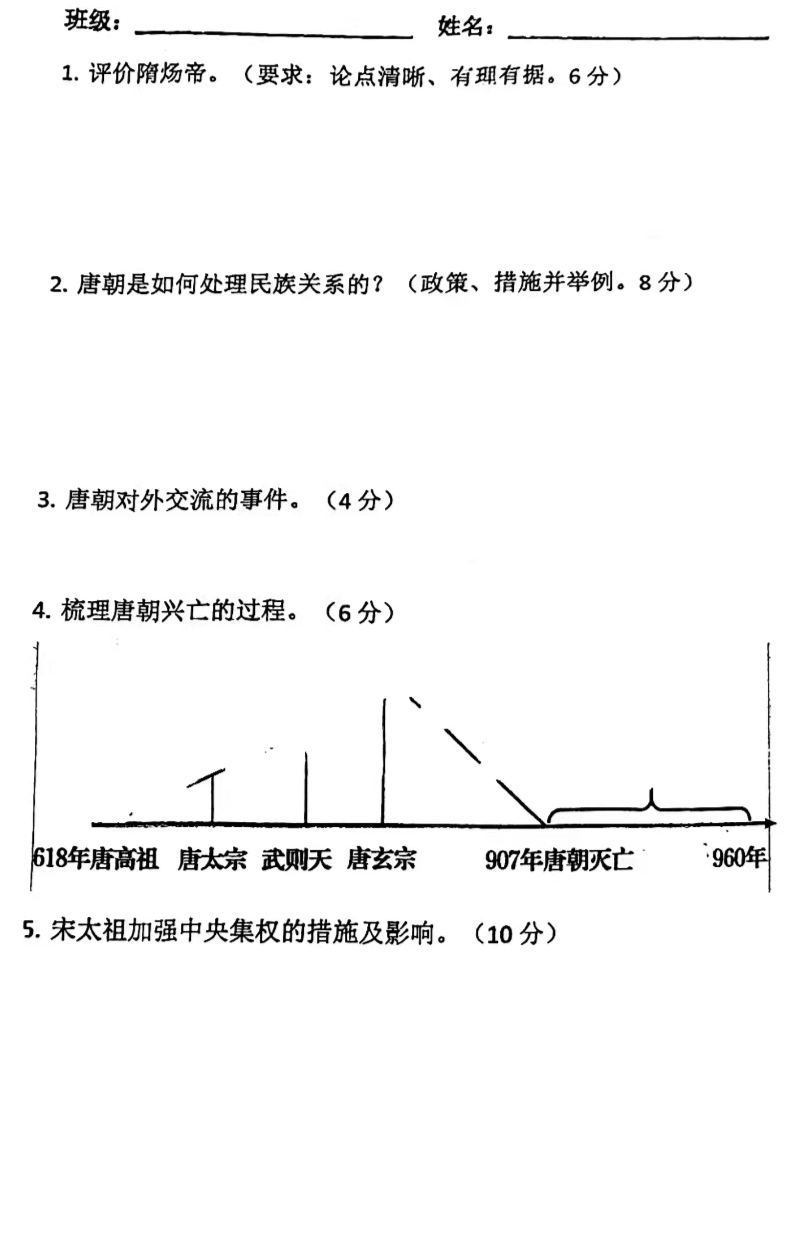 班级：____________ 姓名：____________
1. 评价隋炀帝。（要求：论点清晰、有理有据。6 分）
2. 唐朝是如何处理民族关系的？（政策、措施并举例。8 分）
3. 唐朝对外交流的事件。（4 分）
4. 梳理唐朝兴亡的过程。（6 分）
618年唐高祖 唐太宗 武则天 唐玄宗 907年唐朝灭亡 960年
5. 宋太祖加强中央集权的措施及影响。（10 分）